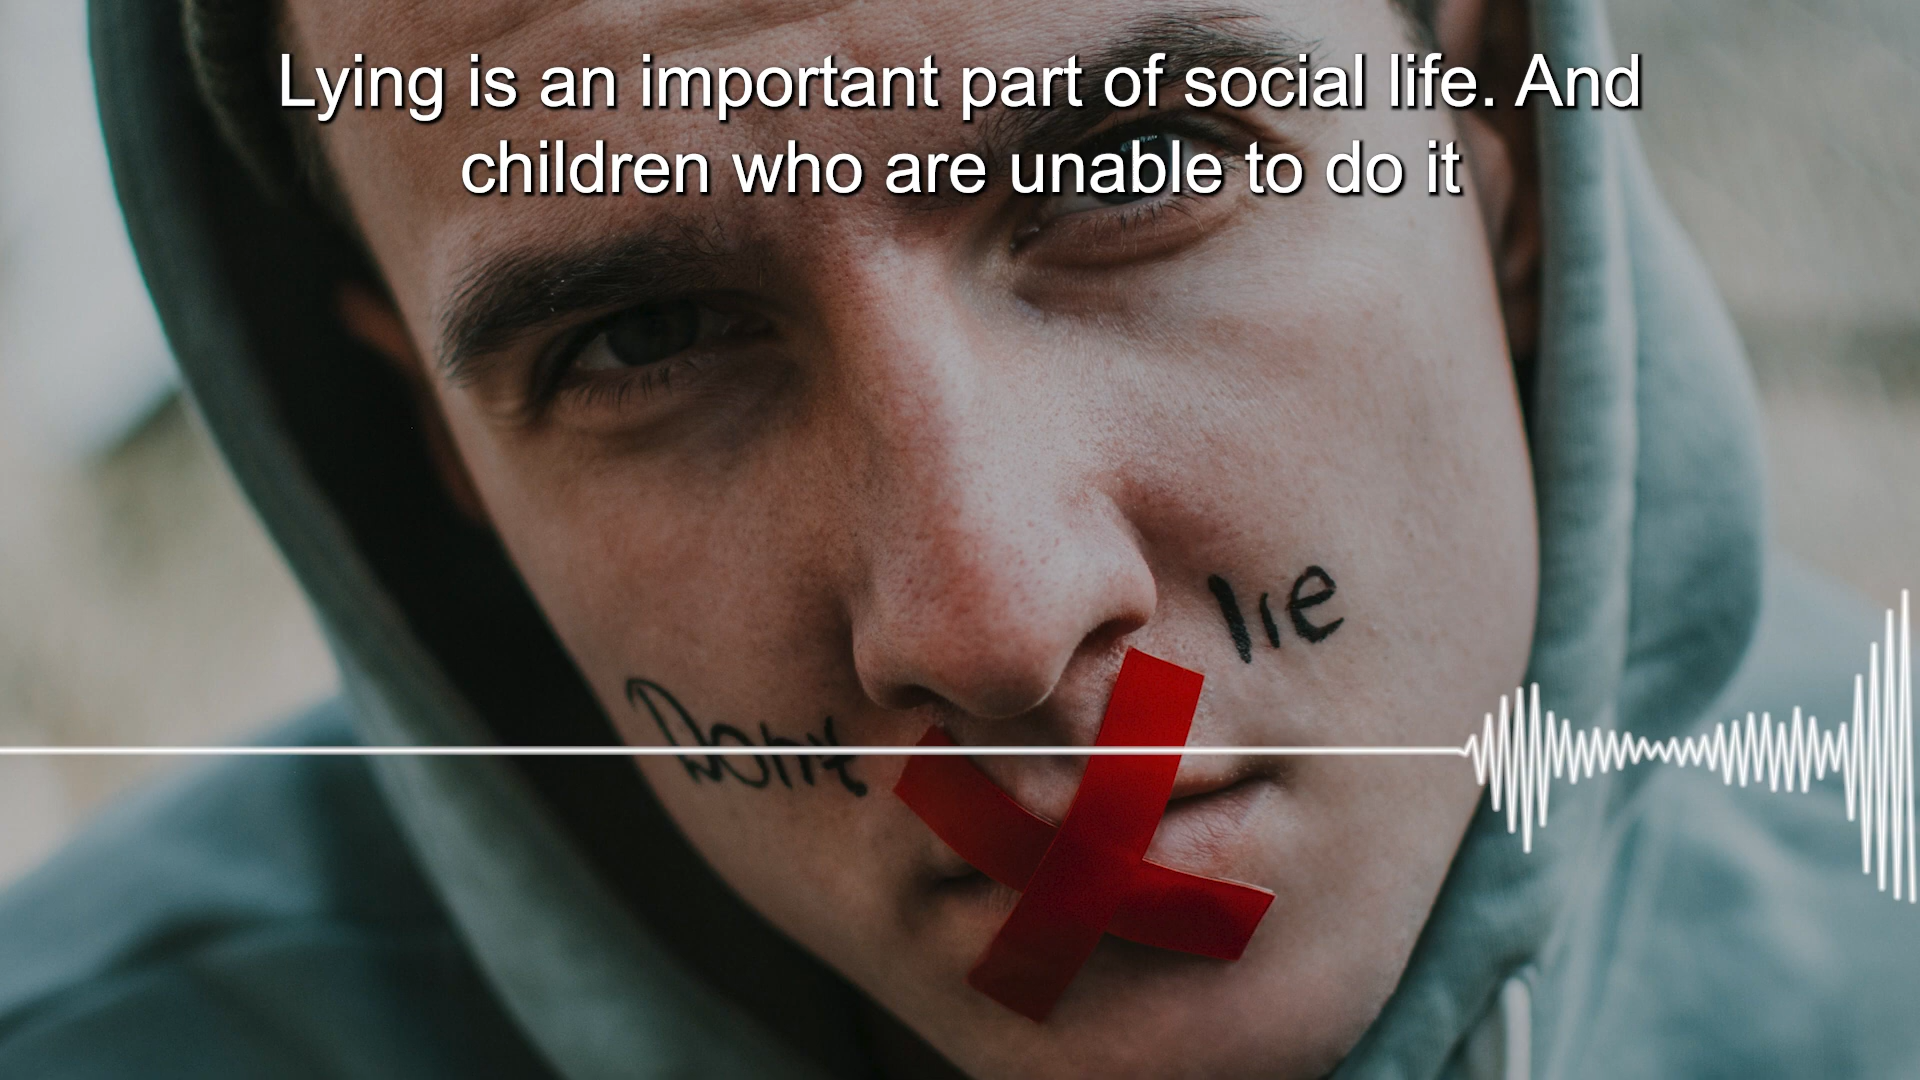 Lying is an important part of social life. And
children who are unable to do it
lie
Dont